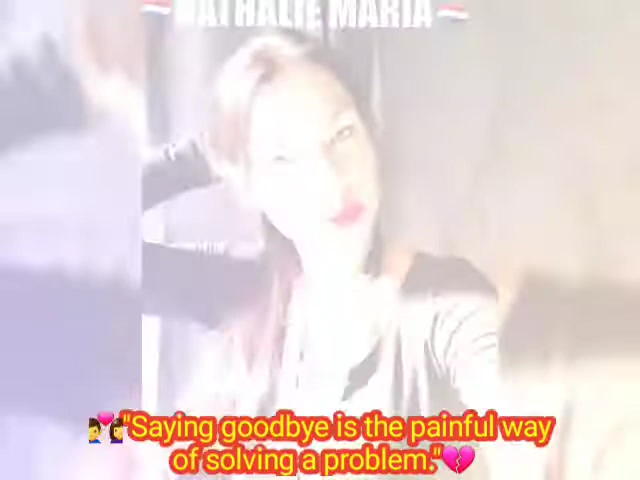 NATHALIE MARIA
"Saying goodbye is the painful way
of solving a problem."